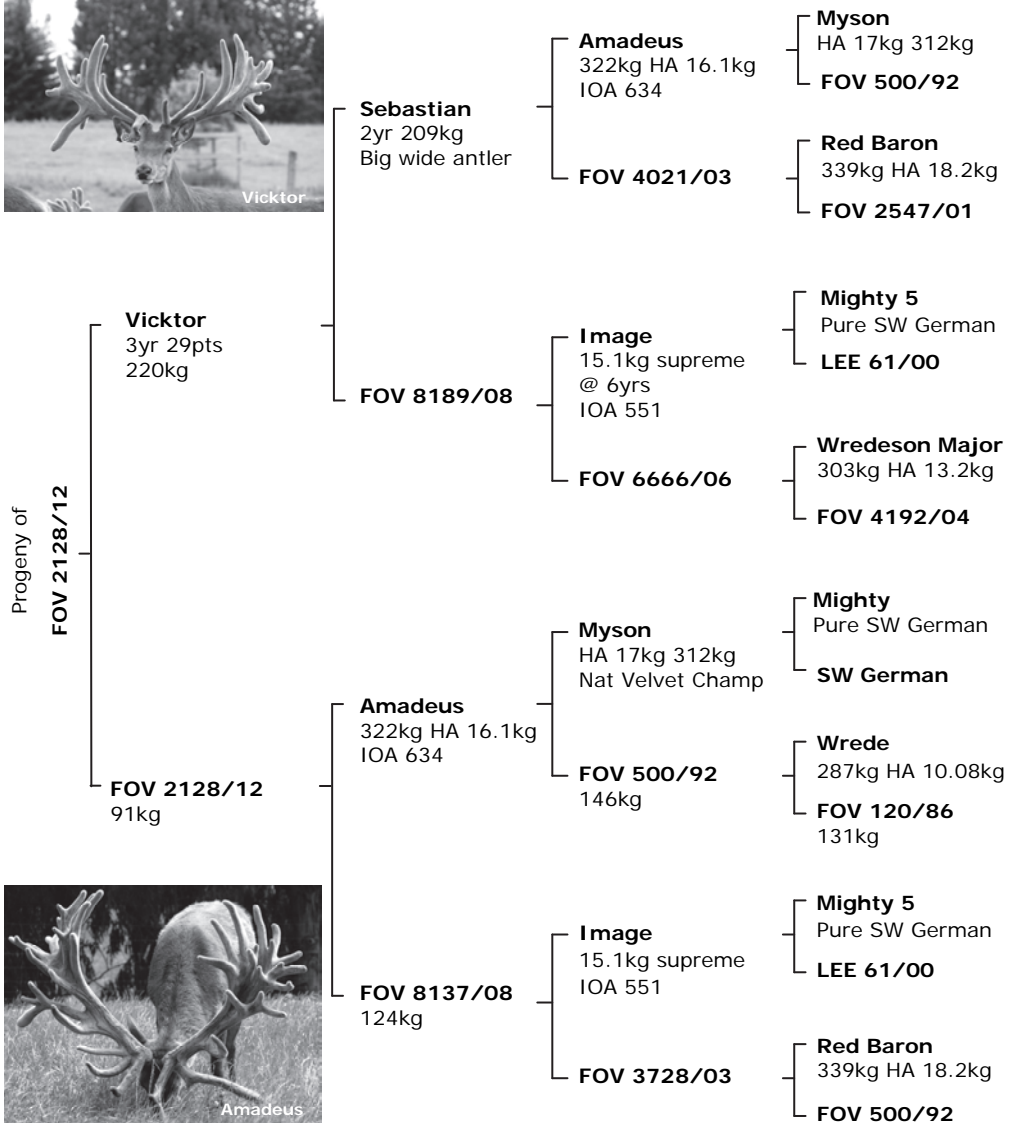 Vicktor
Progeny of
FOV 2128/12
Vicktor
3yr 29pts
220kg
FOV 2128/12
91kg
Sebastian
2yr 209kg
Big wide antler
FOV 8189/08
Amadeus
322kg HA 16.1kg
IOA 634
FOV 8137/08
124kg
Amadeus
322kg HA 16.1kg
IOA 634
FOV 4021/03
Image
15.1kg supreme
@ 6yrs
IOA 551
FOV 6666/06
Myson
HA 17kg 312kg
Nat Velvet Champ
FOV 500/92
146kg
Image
15.1kg supreme
IOA 551
FOV 3728/03
Myson
HA 17kg 312kg
FOV 500/92
Red Baron
339kg HA 18.2kg
FOV 2547/01
Mighty 5
Pure SW German
LEE 61/00
Wredeson Major
303kg HA 13.2kg
FOV 4192/04
Mighty
Pure SW German
SW German
Wrede
287kg HA 10.08kg
FOV 120/86
131kg
Mighty 5
Pure SW German
LEE 61/00
Red Baron
339kg HA 18.2kg
FOV 500/92
Amadeus